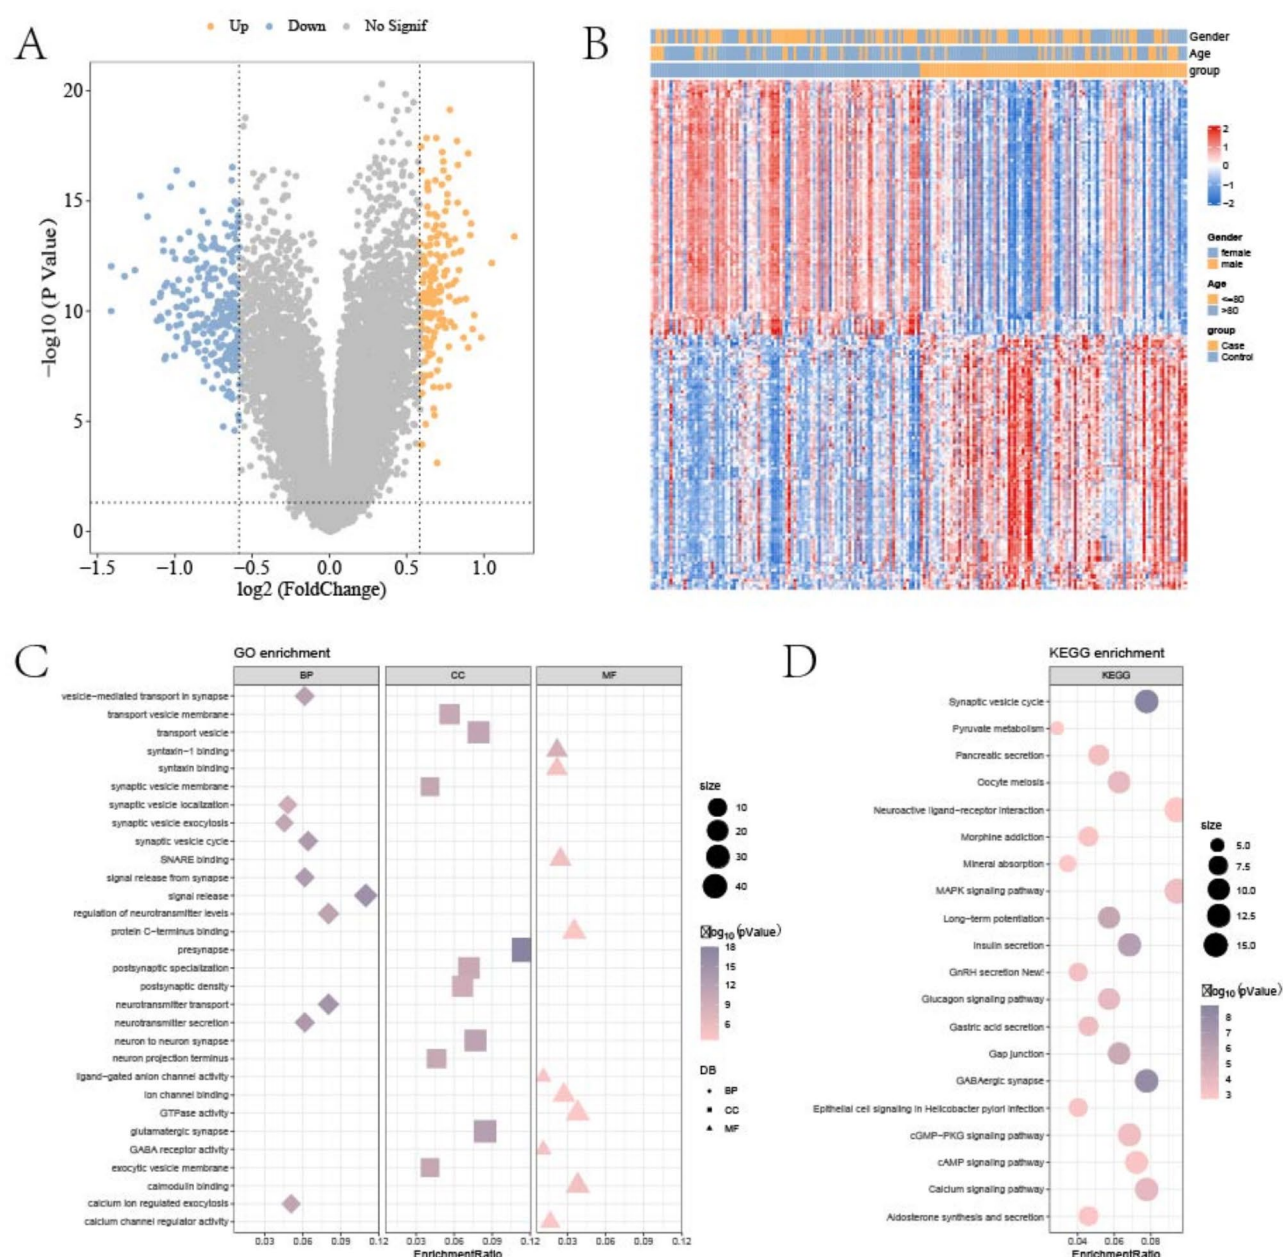 A
Up Down No Signif
20
15
10
5
0
−log10 (P Value)
−1.5 −1.0 −0.5 0.0 0.5 1.0
log2 (FoldChange)
B
Gender
Age
group
2
1
0
−1
−2
Gender
female
male
Age
<=80
>80
group
Case
Control
C
GO enrichment
BP CC MF
vesicle−mediated transport in synapse
transport vesicle membrane
transport vesicle
syntaxin−1 binding
syntaxin binding
synaptic vesicle membrane
synaptic vesicle localization
synaptic vesicle exocytosis
synaptic vesicle cycle
SNARE binding
signal release from synapse
signal release
regulation of neurotransmitter levels
protein C−terminus binding
presynapse
postsynaptic specialization
postsynaptic density
neurotransmitter transport
neurotransmitter secretion
neuron to neuron synapse
neuron projection terminus
ligand−gated anion channel activity
ion channel binding
GTPase activity
glutamatergic synapse
GABA receptor activity
exocytic vesicle membrane
calmodulin binding
calcium ion regulated exocytosis
calcium channel regulator activity
0.03 0.06 0.09 0.12 0.03 0.06 0.09 0.12 0.03 0.06 0.09 0.12
EnrichmentRatio
size
10
20
30
40
log10 (pValue)
18
15
12
9
6
DB
BP
CC
MF
D
KEGG enrichment
KEGG
Synaptic vesicle cycle
Pyruvate metabolism
Pancreatic secretion
Oocyte meiosis
Neuroactive ligand−receptor interaction
Morphine addiction
Mineral absorption
MAPK signaling pathway
Long−term potentiation
Insulin secretion
GnRH secretion New!
Glucagon signaling pathway
Gastric acid secretion
Gap junction
GABAergic synapse
Epithelial cell signaling in Helicobacter pylori infection
cGMP−PKG signaling pathway
cAMP signaling pathway
Calcium signaling pathway
Aldosterone synthesis and secretion
0.04 0.06 0.08
EnrichmentRatio
size
5.0
7.5
10.0
12.5
15.0
log10 (pValue)
8
7
6
5
4
3